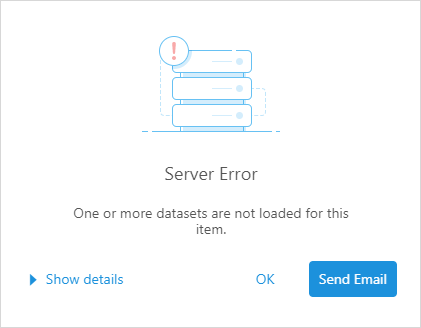 Server Error
One or more datasets are not loaded for this
item.
Show details OK Send Email